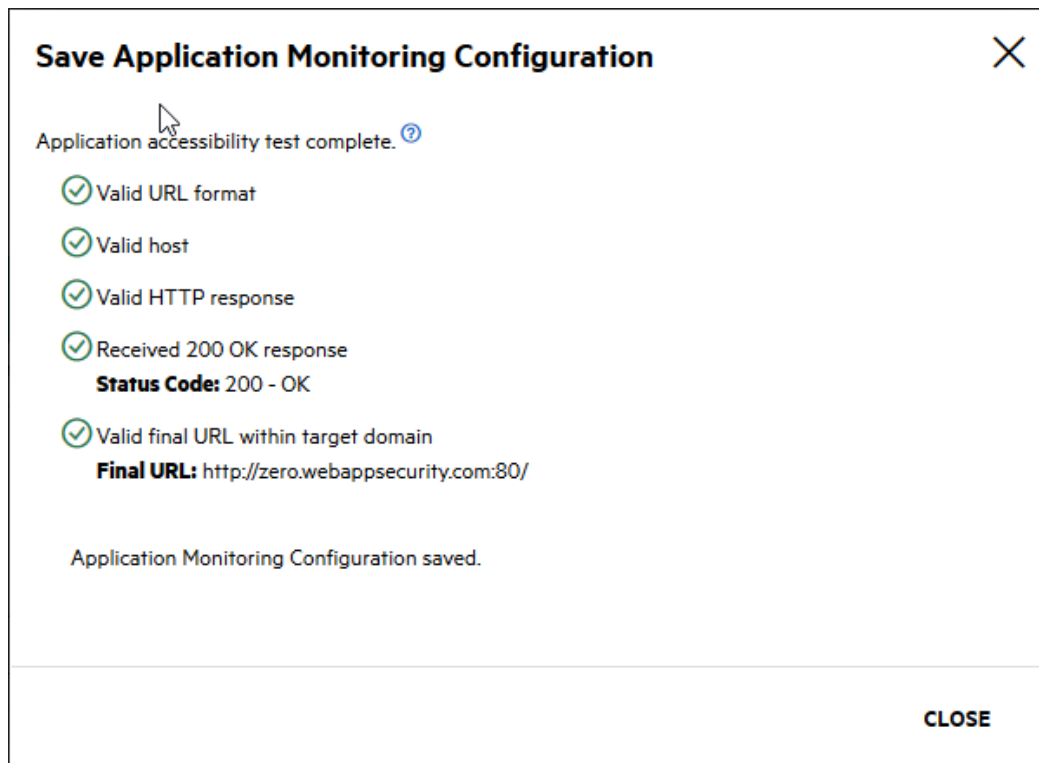 Save Application Monitoring Configuration
Application accessibility test complete. ?
Valid URL format
Valid host
Valid HTTP response
Received 200 OK response
Status Code: 200 - OK
Valid final URL within target domain
Final URL: http://zero.webappsecurity.com:80/
Application Monitoring Configuration saved.
CLOSE